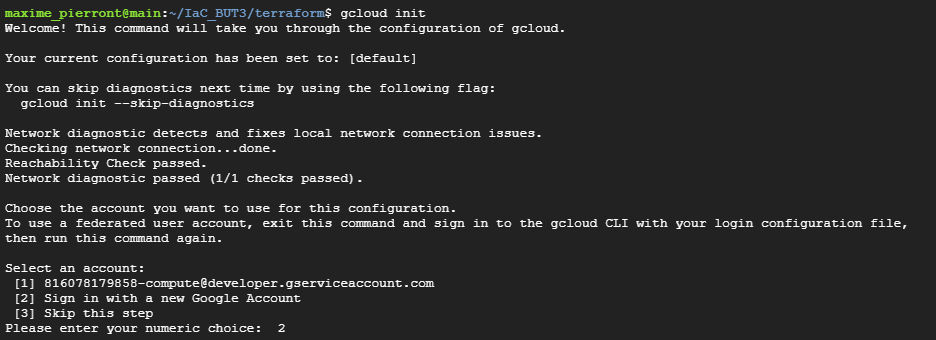 maxime_pierront@main:~/IaC_BUT3/terraform$ gcloud init
Welcome! This command will take you through the configuration of gcloud.
Your current configuration has been set to: [default]
You can skip diagnostics next time by using the following flag:
  gcloud init --skip-diagnostics
Network diagnostic detects and fixes local network connection issues.
Checking network connection...done.
Reachability Check passed.
Network diagnostic passed (1/1 checks passed).
Choose the account you want to use for this configuration.
To use a federated user account, exit this command and sign in to the gcloud CLI with your login configuration file,
then run this command again.
Select an account:
 [1] 816078179858-compute@developer.gserviceaccount.com
 [2] Sign in with a new Google Account
 [3] Skip this step
Please enter your numeric choice:  2